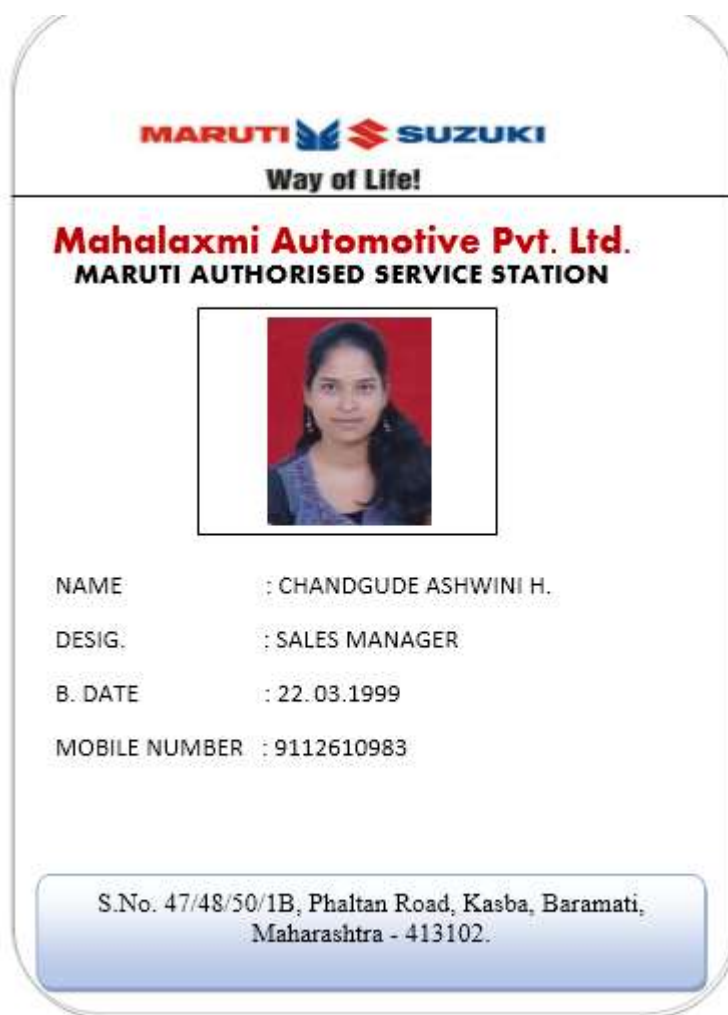 MARUTI SUZUKI
Way of Life!
Mahalaxmi Automotive Pvt. Ltd.
MARUTI AUTHORISED SERVICE STATION
NAME : CHANDGUDE ASHWINI H.
DESIG. : SALES MANAGER
B. DATE : 22.03.1999
MOBILE NUMBER : 9112610983
S.No. 47/48/50/1B, Phaltan Road, Kasba, Baramati,
Maharashtra - 413102.